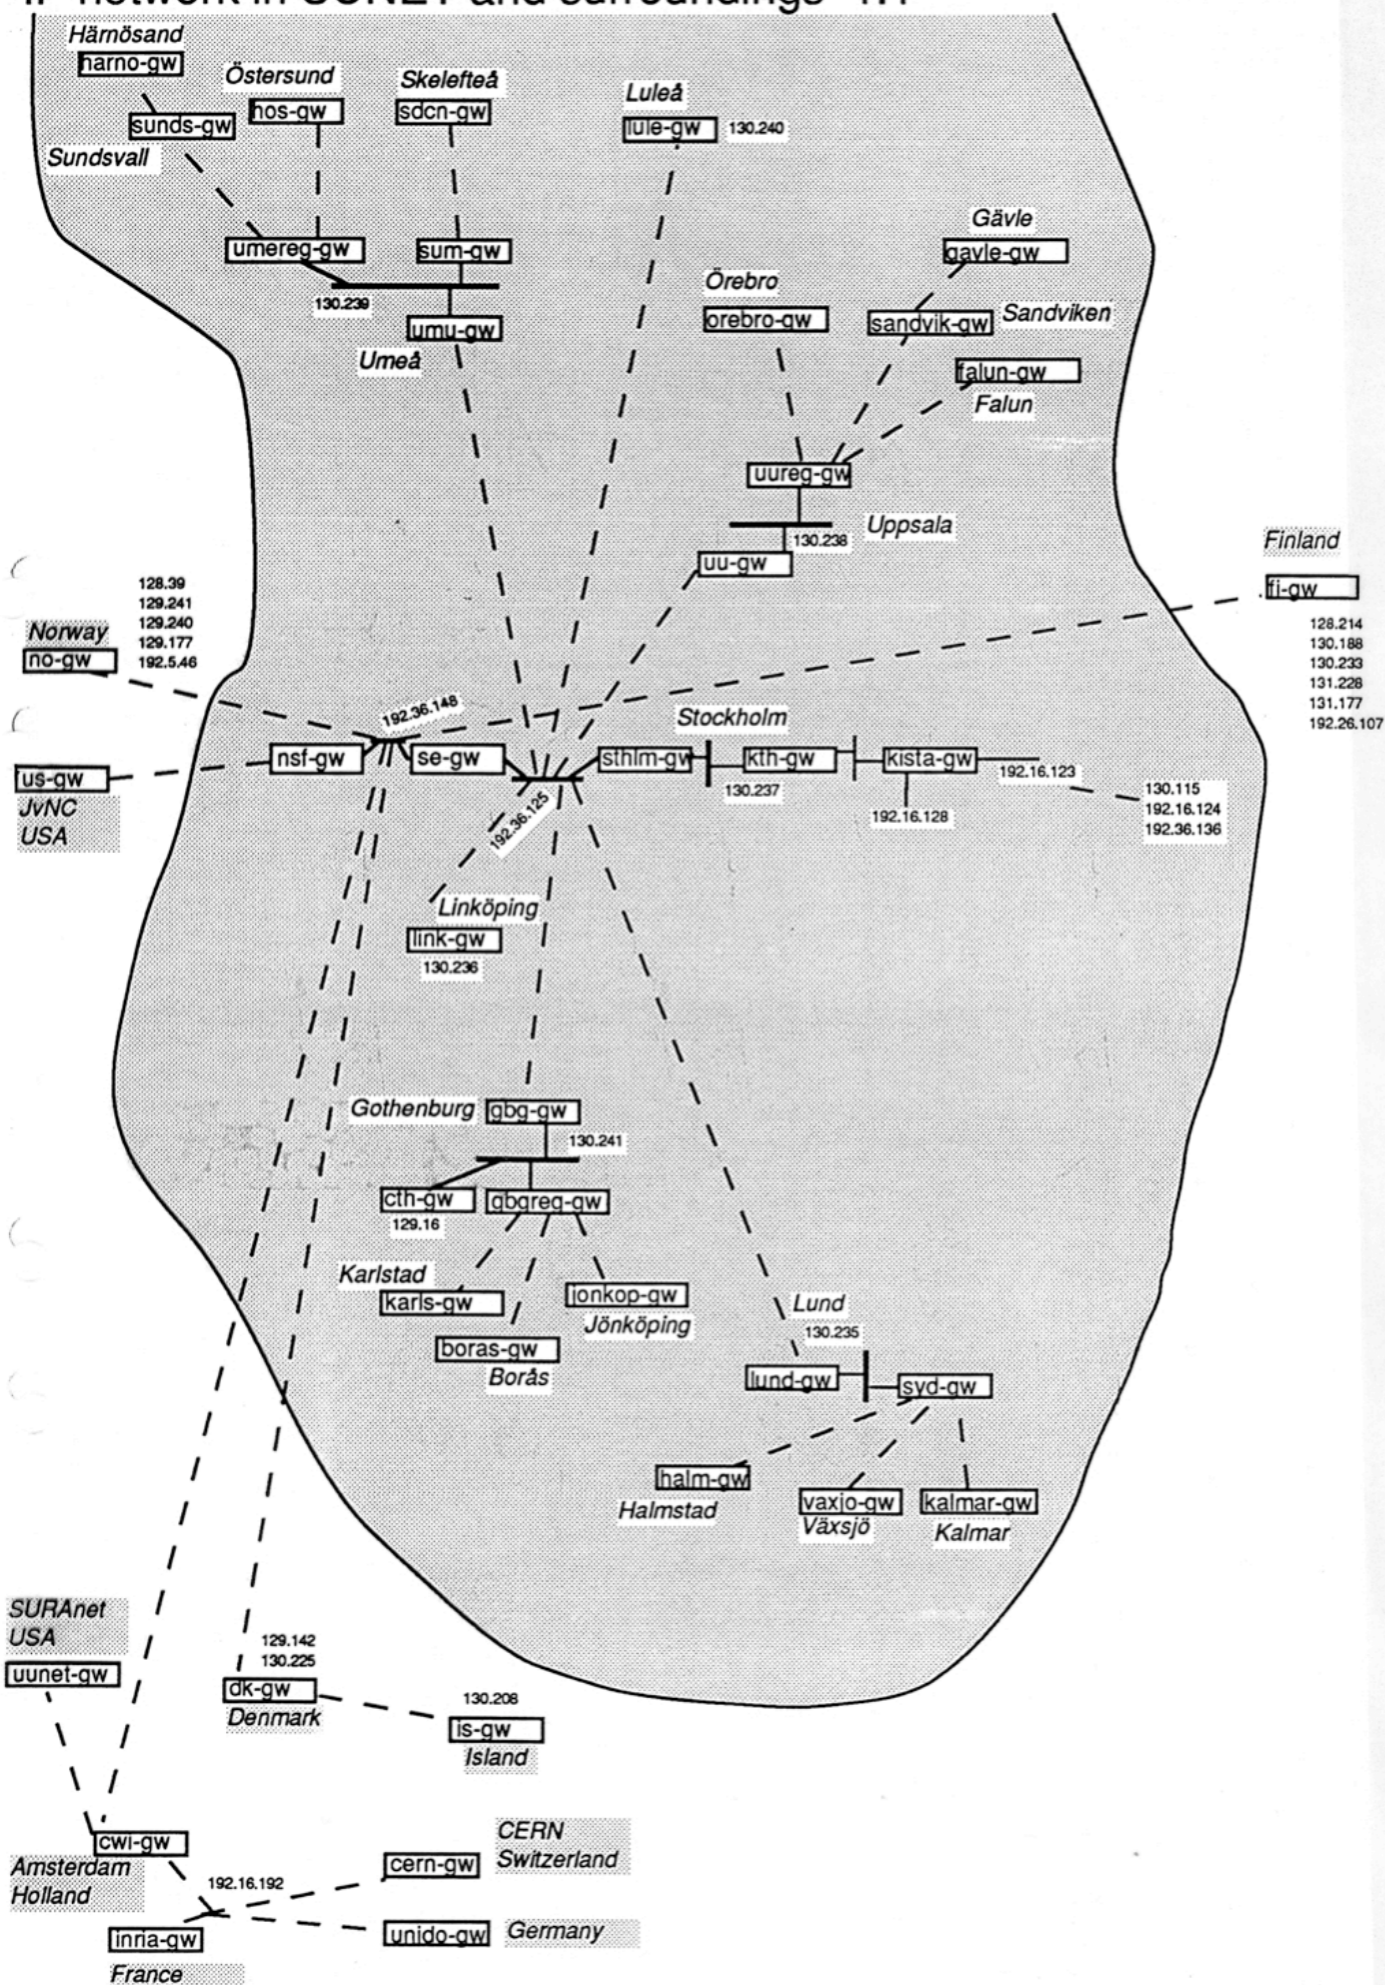 Härnösand
harno-gw
Östersund
hos-gw
Skelefteå
sdcn-gw
Luleå
lule-gw 130.240
sunds-gw
Sundsvall
Gävle
gavle-gw
umereg-gw
sum-gw
130.239
umu-gw
Umeå
Örebro
orebro-gw
sandvik-gw Sandviken
falun-gw
Falun
uureg-gw
130.238 Uppsala
uu-gw
Finland
fi-gw
128.214
130.188
130.233
131.228
131.177
192.26.107
128.39
129.241
129.240
129.177
192.5.46
Norway
no-gw
192.36.148
Stockholm
us-gw
JvNC
USA
nsf-gw
se-gw
sthlm-gw
kth-gw
kista-gw
130.237
192.16.123
192.16.128
130.115
192.16.124
192.36.136
192.36.125
Linköping
link-gw
130.236
Gothenburg gbg-gw
130.241
cth-gw
129.16
gbgreg-gw
Karlstad
karls-gw
jonkop-gw
Jönköping
boras-gw
Borås
Lund
130.235
lund-gw
syd-gw
halm-gw
Halmstad
vaxjo-gw
Växsjö
kalmar-gw
Kalmar
SURAnet
USA
uunet-gw
129.142
130.225
dk-gw
Denmark
130.208
is-gw
Island
cwi-gw
Amsterdam
Holland
192.16.192
CERN
Switzerland
cern-gw
inria-gw
France
unido-gw Germany